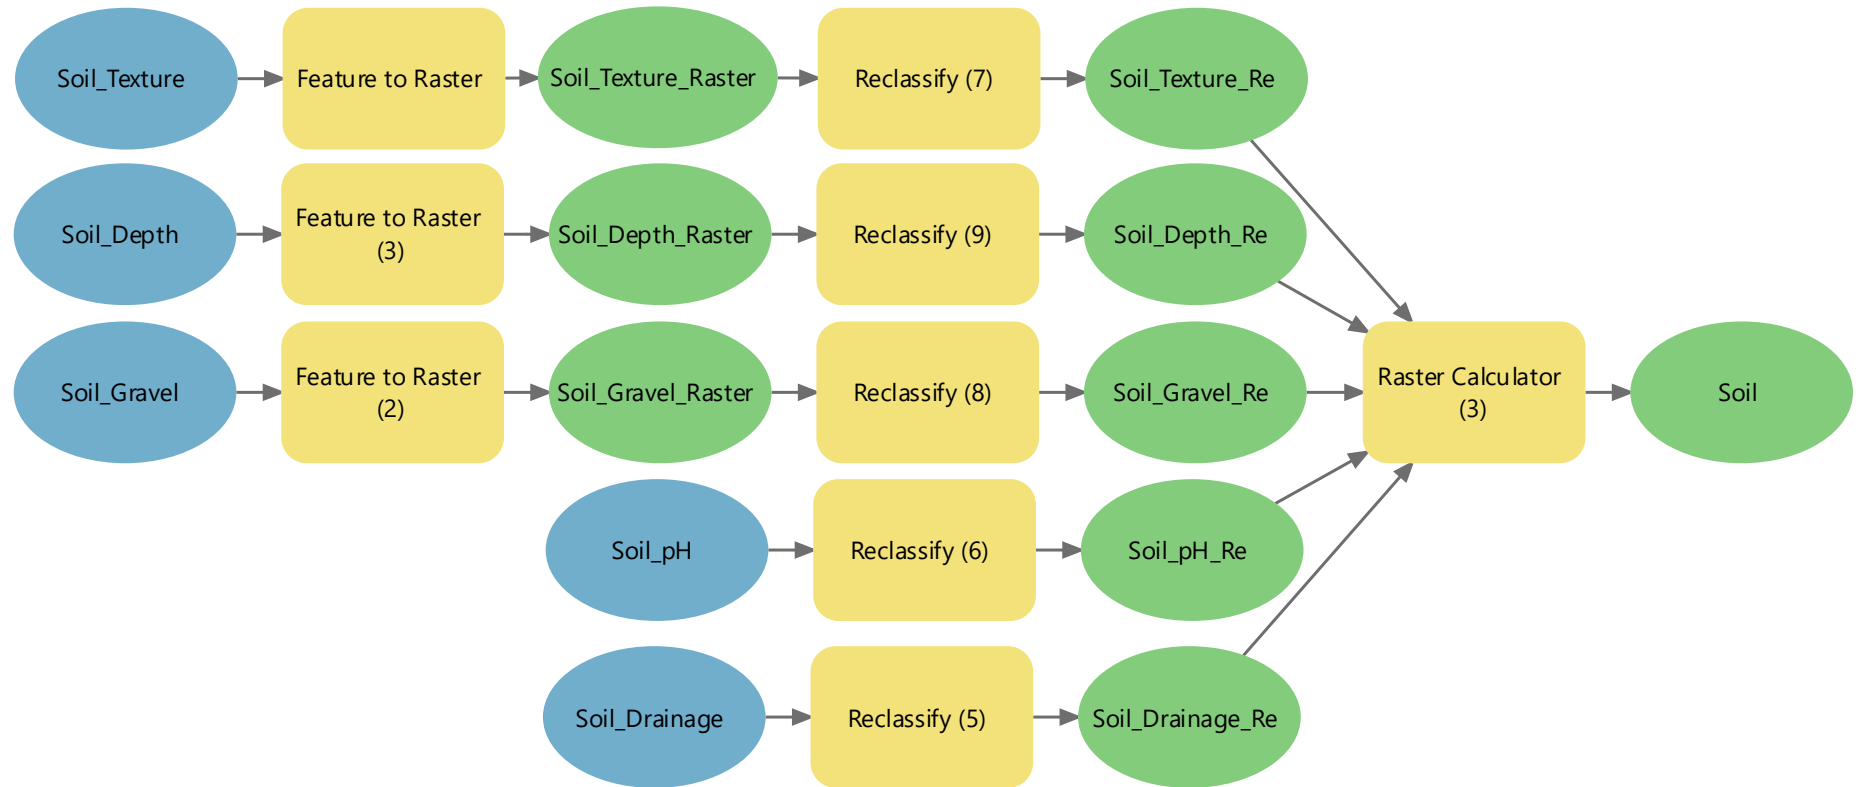 Soil_Texture
Feature to Raster
Soil_Texture_Raster
Reclassify (7)
Soil_Texture_Re
Soil_Depth
Feature to Raster
(3)
Soil_Depth_Raster
Reclassify (9)
Soil_Depth_Re
Soil_Gravel
Feature to Raster
(2)
Soil_Gravel_Raster
Reclassify (8)
Soil_Gravel_Re
Raster Calculator
(3)
Soil
Soil_pH
Reclassify (6)
Soil_pH_Re
Soil_Drainage
Reclassify (5)
Soil_Drainage_Re